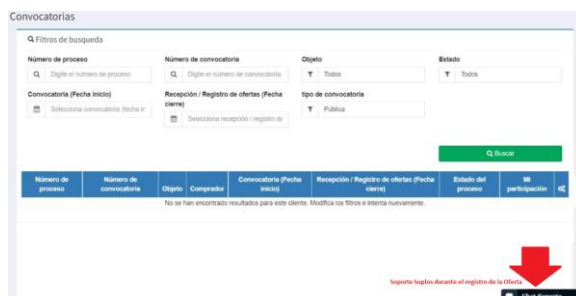 Convocatorias
Filtros de busqueda
Número de proceso
Número de convocatoria
Objeto
Estado
Digite el número de proceso
Digite el número de convocatoria
Todos
Todos
Convocatoria (Fecha inicio)
Recepción / Registro de ofertas (Fecha
cierre)
tipo de convocatoria
Selecciona convocatoria (fecha ir
Selecciona recepción / registro de
Pública
Buscar
Número de
proceso
Número de
convocatoria
Objeto
Comprador
Convocatoria (Fecha
inicio)
Recepción / Registro de ofertas (Fecha
cierre)
Estado del
proceso
Mi
participación
No se han encontrado resultados para este cliente. Modifica los filtros e intenta nuevamente.
Soporte Suplos durante el registro de la Oferta
Chat